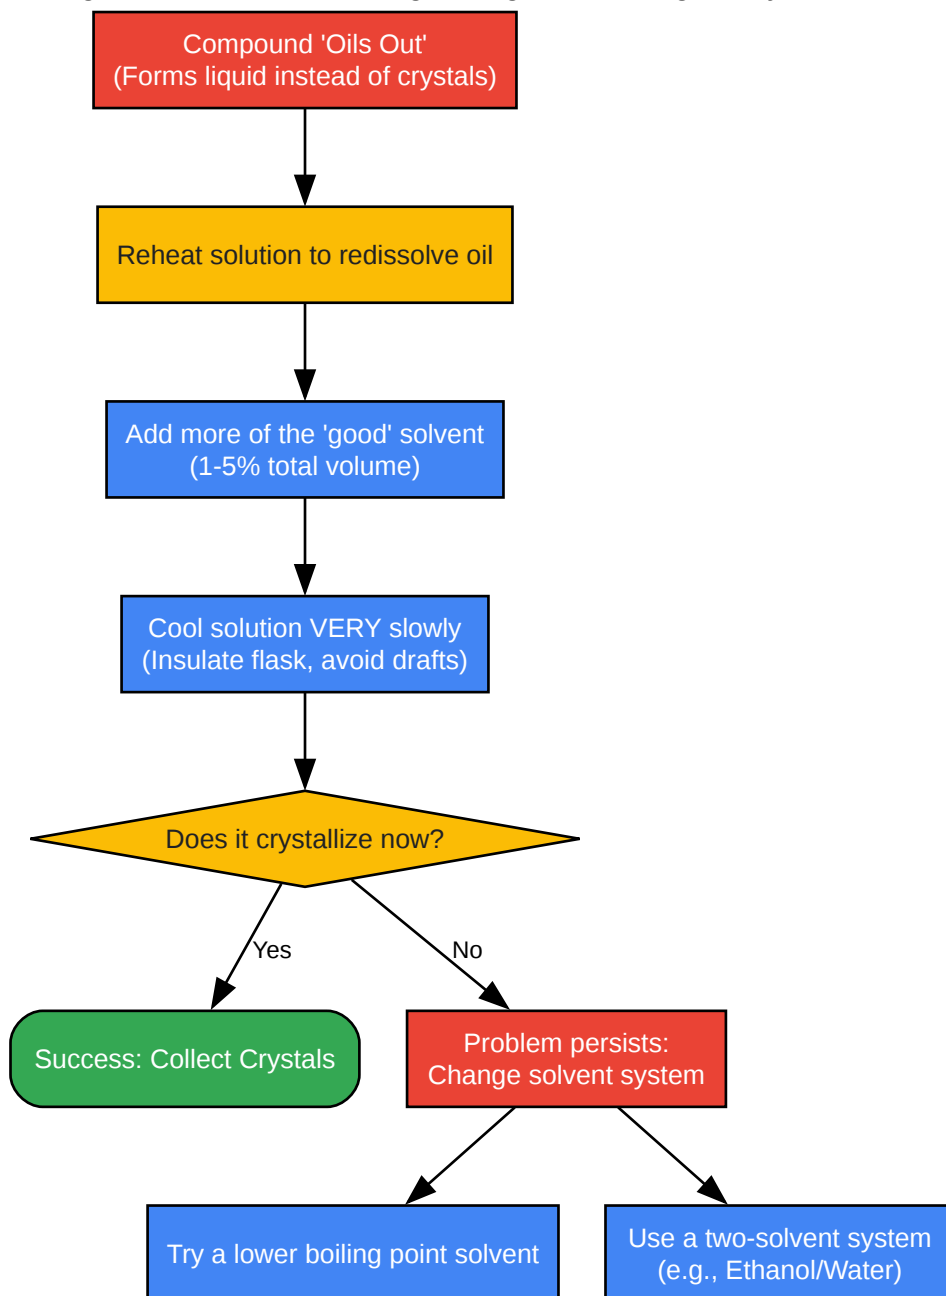 Compound 'Oils Out'
(Forms liquid instead of crystals)
Reheat solution to redissolve oil
Add more of the 'good' solvent
(1-5% total volume)
Cool solution VERY slowly
(Insulate flask, avoid drafts)
Does it crystallize now?
Yes
No
Success: Collect Crystals
Problem persists:
Change solvent system
Try a lower boiling point solvent
Use a two-solvent system
(e.g., Ethanol/Water)